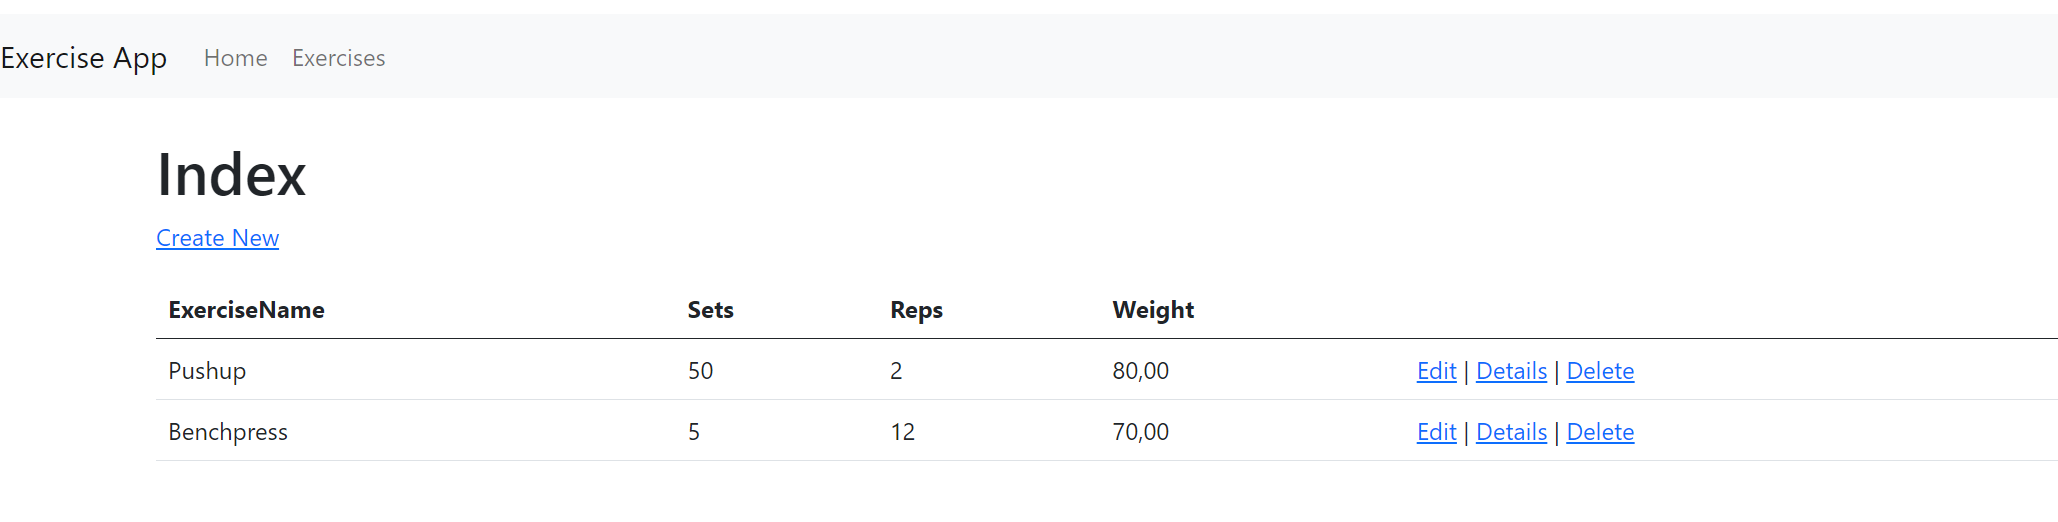 Exercise App Home Exercises
Index
Create New
ExerciseName Sets Reps Weight
Pushup 50 2 80,00 Edit | Details | Delete
Benchpress 5 12 70,00 Edit | Details | Delete